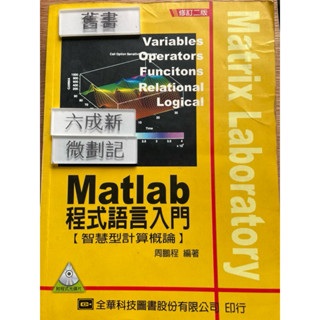 修訂二版
舊書
Variables
Operators
Funcitons
Relational
Logical
Matrix Laboratory
六成新
微劃記
Matlab
程式語言入門
【智慧型計算概論】
周鵬程 編著
全華科技圖書股份有限公司 印行